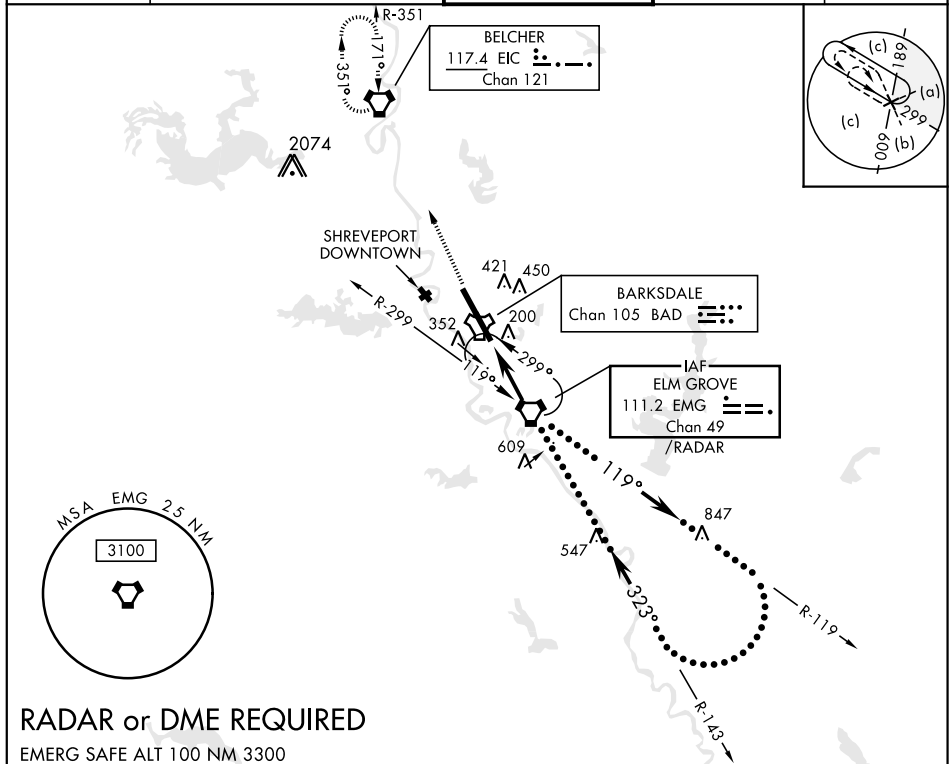 R-351
171°
351°
BELCHER
117.4 EIC
Chan 121
2074
(c)
189
(a)
299
(c)
(b)
009
SHREVEPORT
DOWNTOWN
421
450
BARKSDALE
Chan 105 BAD
R-299
352
200
299°
119°
IAF
ELM GROVE
111.2 EMG
Chan 49
/RADAR
609
119°
847
547
323°
R-119
R-143
MSA EMG 25 NM
3100
RADAR or DME REQUIRED
EMERG SAFE ALT 100 NM 3300